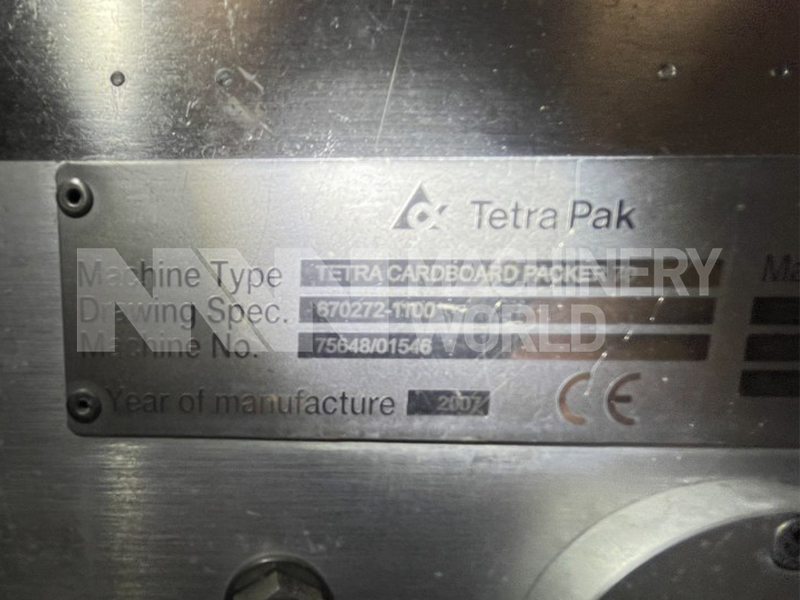 Tetra Pak
Machine Type TETRA CARDBOARD PACKER
Drawing Spec. 870272-1100
Machine No. 75648/01546
Year of manufacture 2007
CE
MACHINERY
WORLD